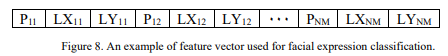 P11 LX11 LY11 P12 LX12 LY12 ⋯ PNM LXNM LYNM
Figure 8. An example of feature vector used for facial expression classification.